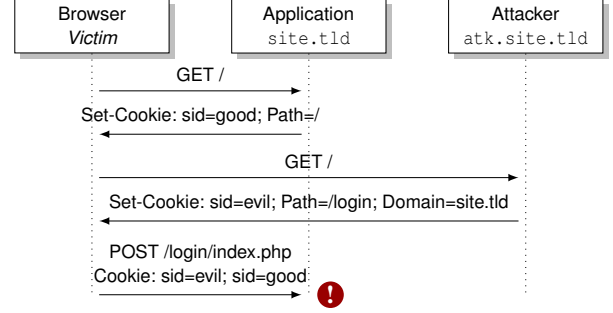 Browser
Victim
Application
site.tld
Attacker
atk.site.tld
GET /
Set-Cookie: sid=good; Path=/
GET /
Set-Cookie: sid=evil; Path=/login; Domain=site.tld
POST /login/index.php
Cookie: sid=evil; sid=good
!